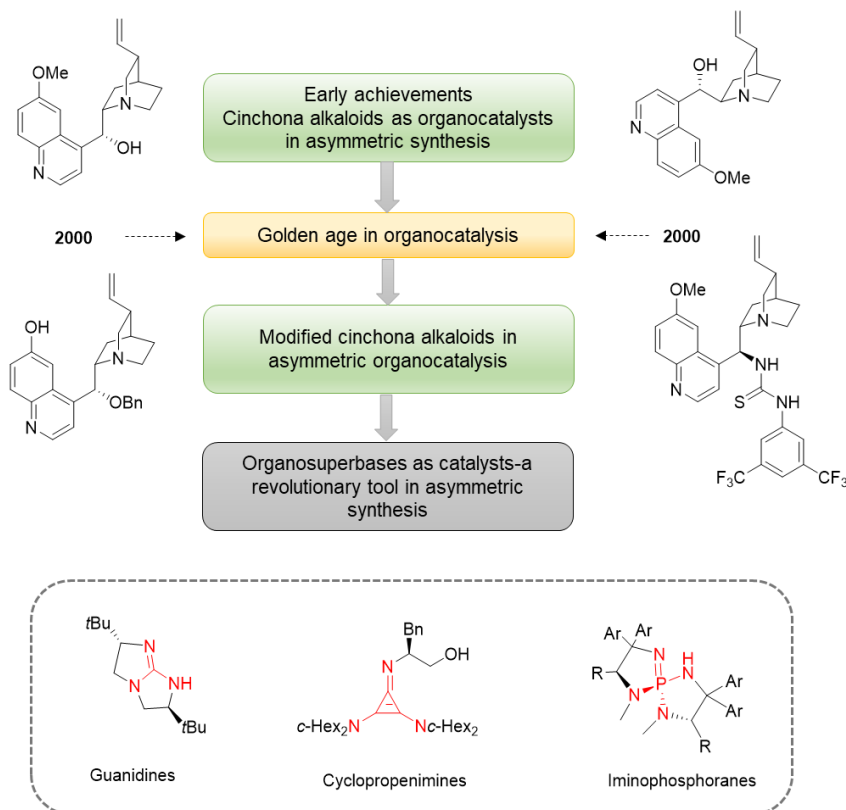 OMe
N
OH
N
Early achievements
Cinchona alkaloids as organocatalysts
in asymmetric synthesis
OH
N
N
OMe
2000
Golden age in organocatalysis
2000
OH
N
OBn
N
Modified cinchona alkaloids in
asymmetric organocatalysis
OMe
N
NH
N
S
NH
F3C
CF3
Organosuperbases as catalysts-a
revolutionary tool in asymmetric
synthesis
tBu
N
NH
N
tBu
Guanidines
Bn
OH
N
c-Hex2N
Nc-Hex2
Cyclopropenimines
Ar
Ar
N
H
N
R
P
Ar
N
Ar
N
R
Iminophosphoranes